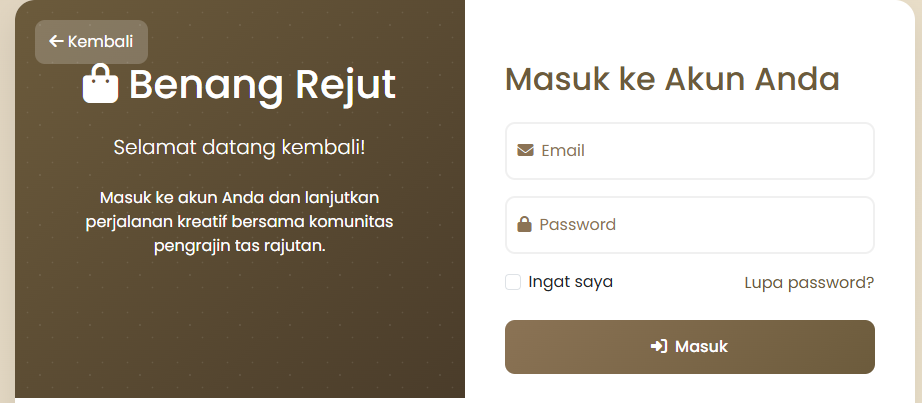 Kembali
Benang Rejut
Selamat datang kembali!
Masuk ke akun Anda dan lanjutkan
perjalanan kreatif bersama komunitas
pengrajin tas rajutan.
Masuk ke Akun Anda
Email
Password
Ingat saya
Lupa password?
Masuk